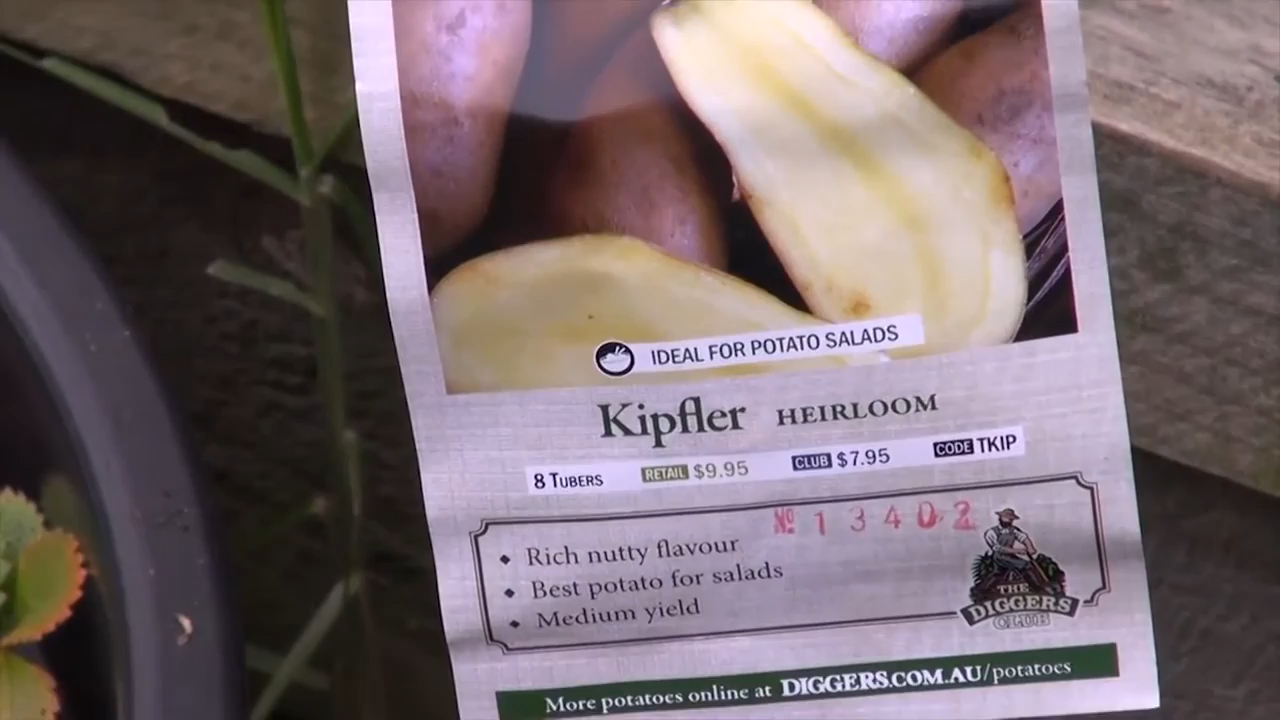 IDEAL FOR POTATO SALADS
Kipfler HEIRLOOM
8 TUBERS RETAIL $9.95 CLUB $7.95 CODE TKIP
No 13402
• Rich nutty flavour
• Best potato for salads
• Medium yield
THE
DIGGERS
CLUB
More potatoes online at DIGGERS.COM.AU/potatoes